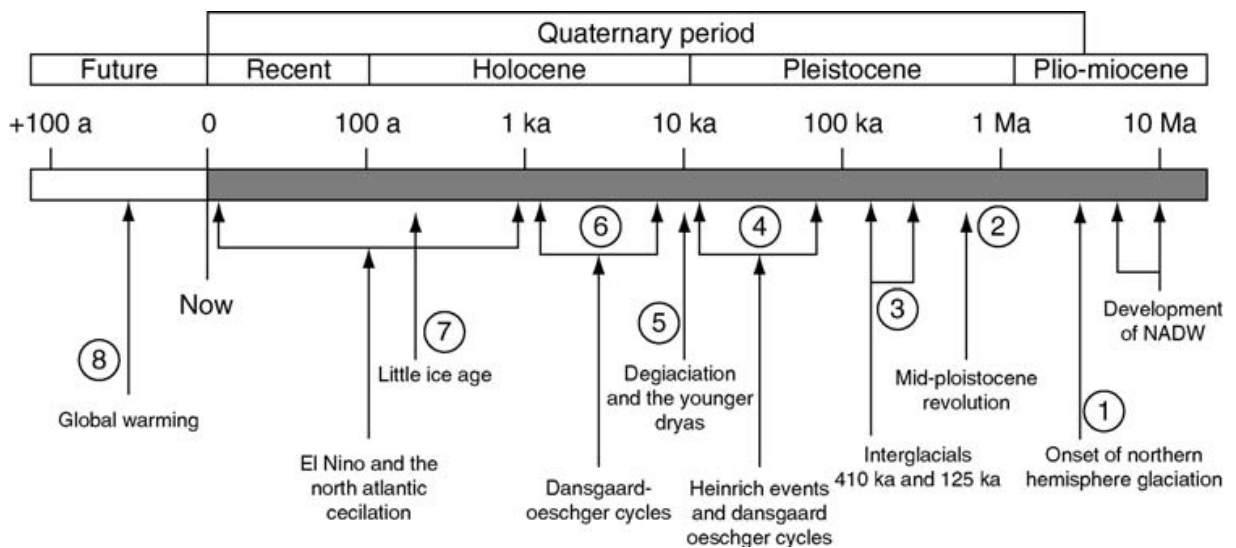 Quaternary period
Future Recent Holocene Pleistocene Plio-miocene
+100 a 0 100 a 1 ka 10 ka 100 ka 1 Ma 10 Ma
6 4 2
Now
3
Development
of NADW
7 5
8
Little ice age
Degiaciation
and the younger
dryas
Mid-ploistocene
revolution
1
Global warming
El Nino and the
north atlantic
cecilation
Dansgaard-
oeschger cycles
Heinrich events
and dansgaard
oeschger cycles
Interglacials
410 ka and 125 ka
Onset of northern
hemisphere glaciation